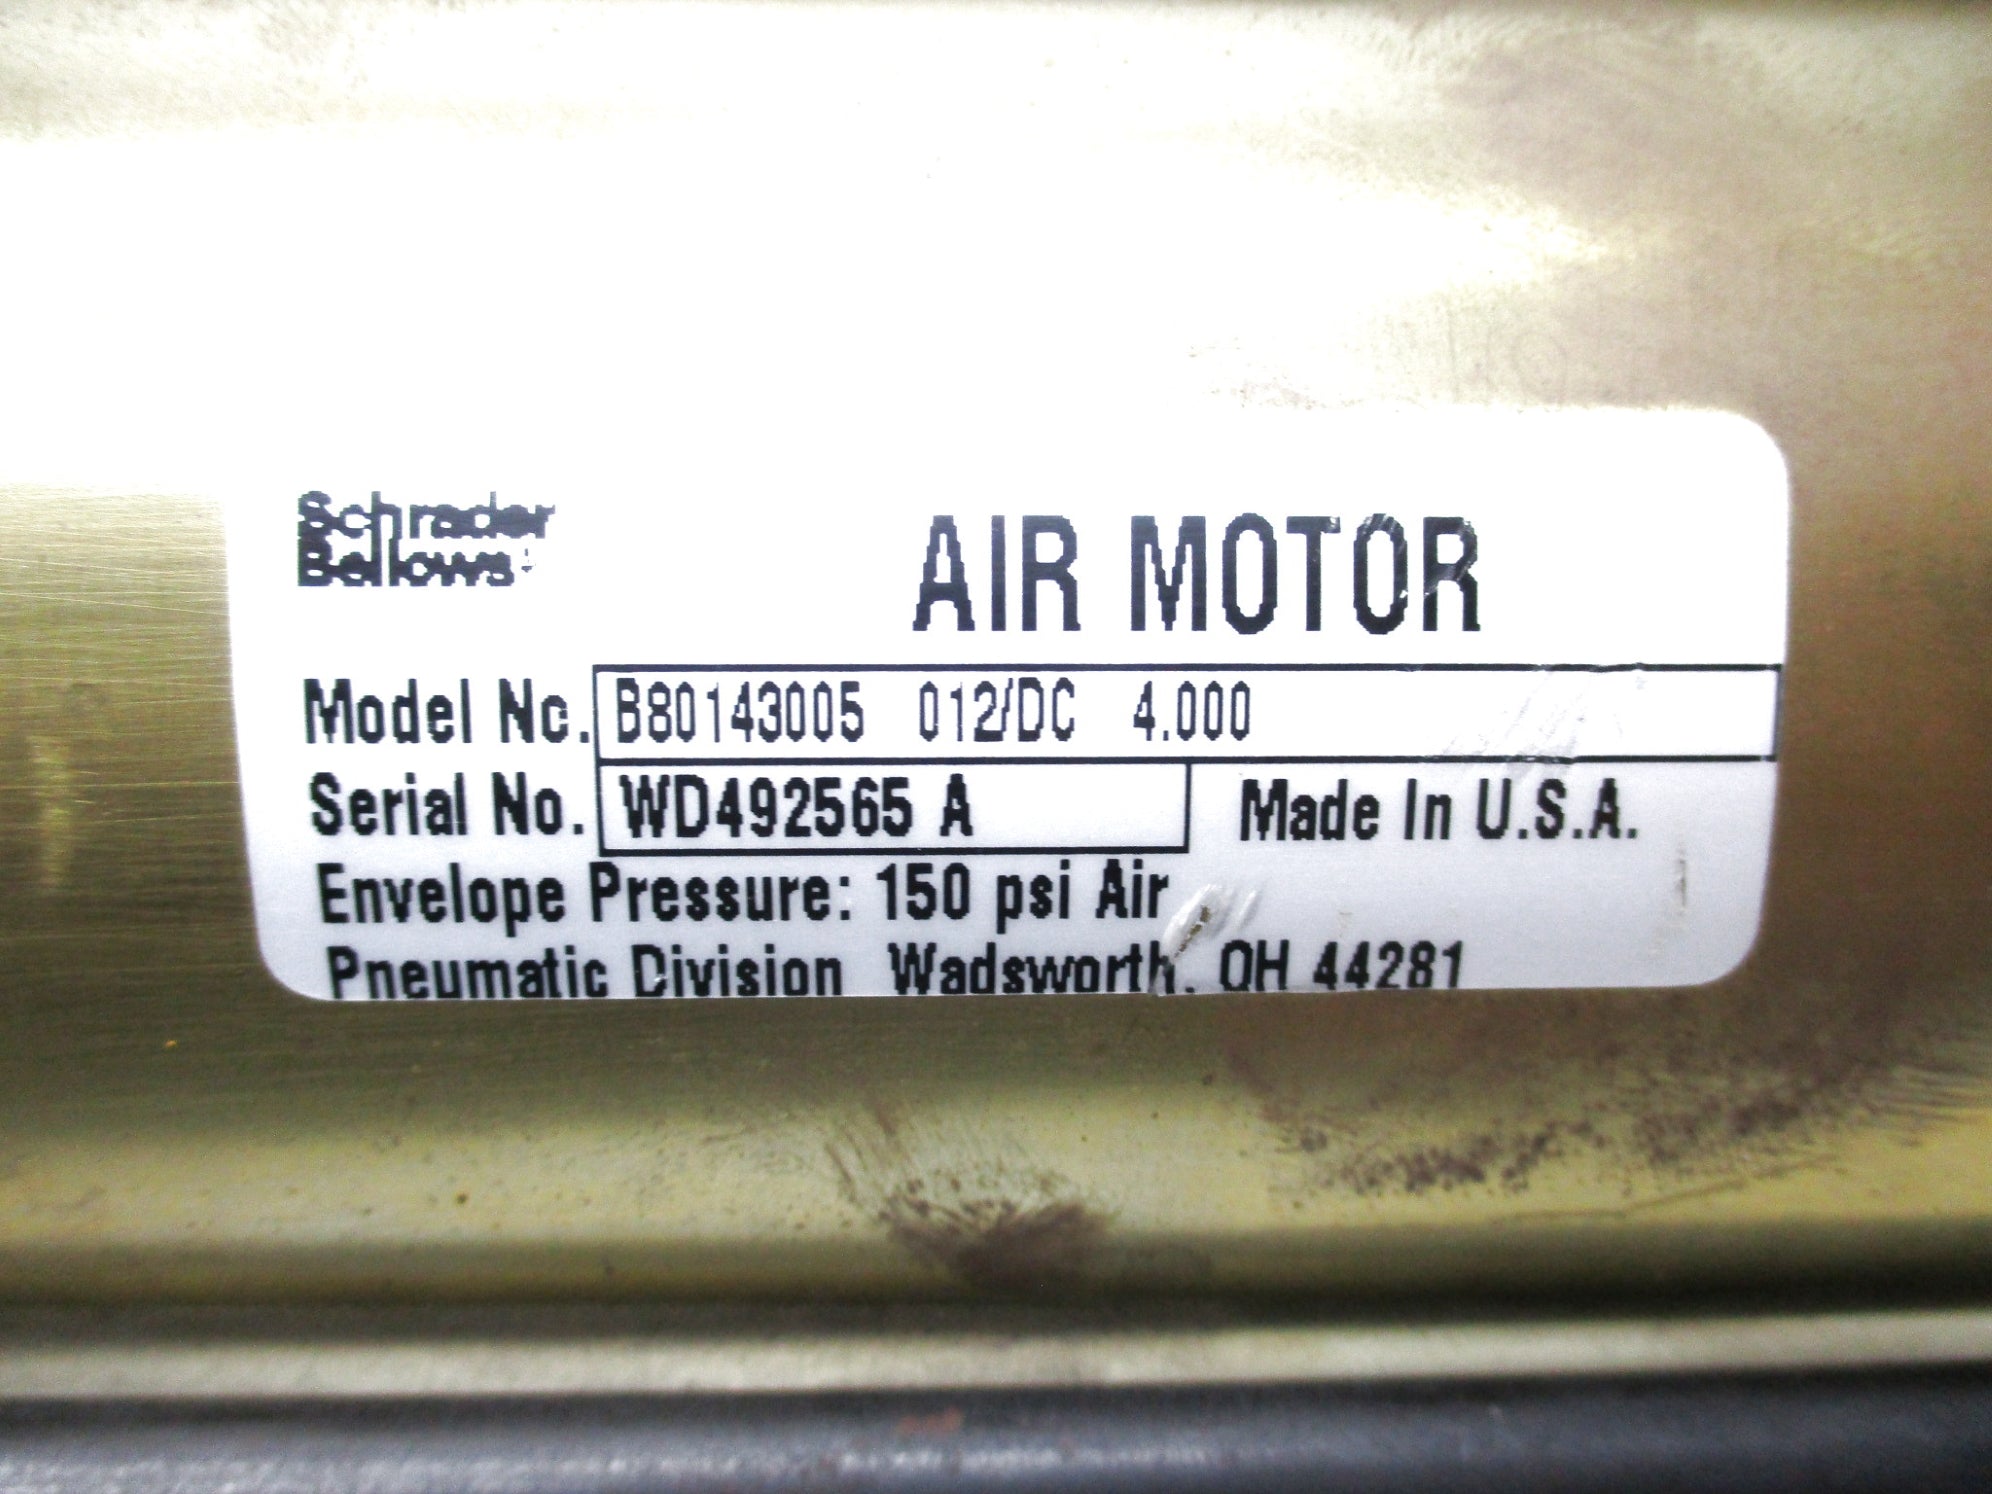 Schrader
Bellows
AIR MOTOR
Model No. B80143005 012/DC 4.000
Serial No. WD492565 A Made In U.S.A.
Envelope Pressure: 150 psi Air
Pneumatic Division Wadsworth, OH 44281